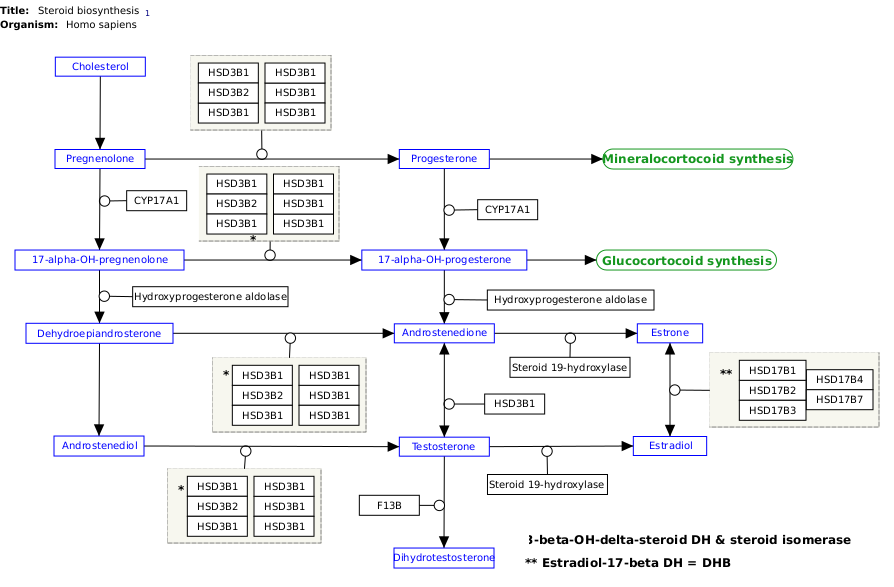 Title: Steroid biosynthesis 1
Organism: Homo sapiens
Cholesterol
HSD3B1 HSD3B1
HSD3B2 HSD3B1
HSD3B1 HSD3B1
Pregnenolone
Progesterone
Mineralocortocoid synthesis
HSD3B1 HSD3B1
HSD3B2 HSD3B1
HSD3B1 HSD3B1
*
CYP17A1
CYP17A1
17-alpha-OH-pregnenolone
17-alpha-OH-progesterone
Glucocortocoid synthesis
Hydroxyprogesterone aldolase
Hydroxyprogesterone aldolase
Dehydroepiandrosterone
Androstenedione
Estrone
Steroid 19-hydroxylase
* HSD3B1 HSD3B1
HSD3B2 HSD3B1
HSD3B1 HSD3B1
** HSD17B1
HSD17B4
HSD17B2
HSD17B7
HSD17B3
HSD3B1
Androstenediol
Testosterone
Estradiol
* HSD3B1 HSD3B1
HSD3B2 HSD3B1
HSD3B1 HSD3B1
Steroid 19-hydroxylase
F13B
Dihydrotestosterone
3-beta-OH-delta-steroid DH & steroid isomerase
** Estradiol-17-beta DH = DHB